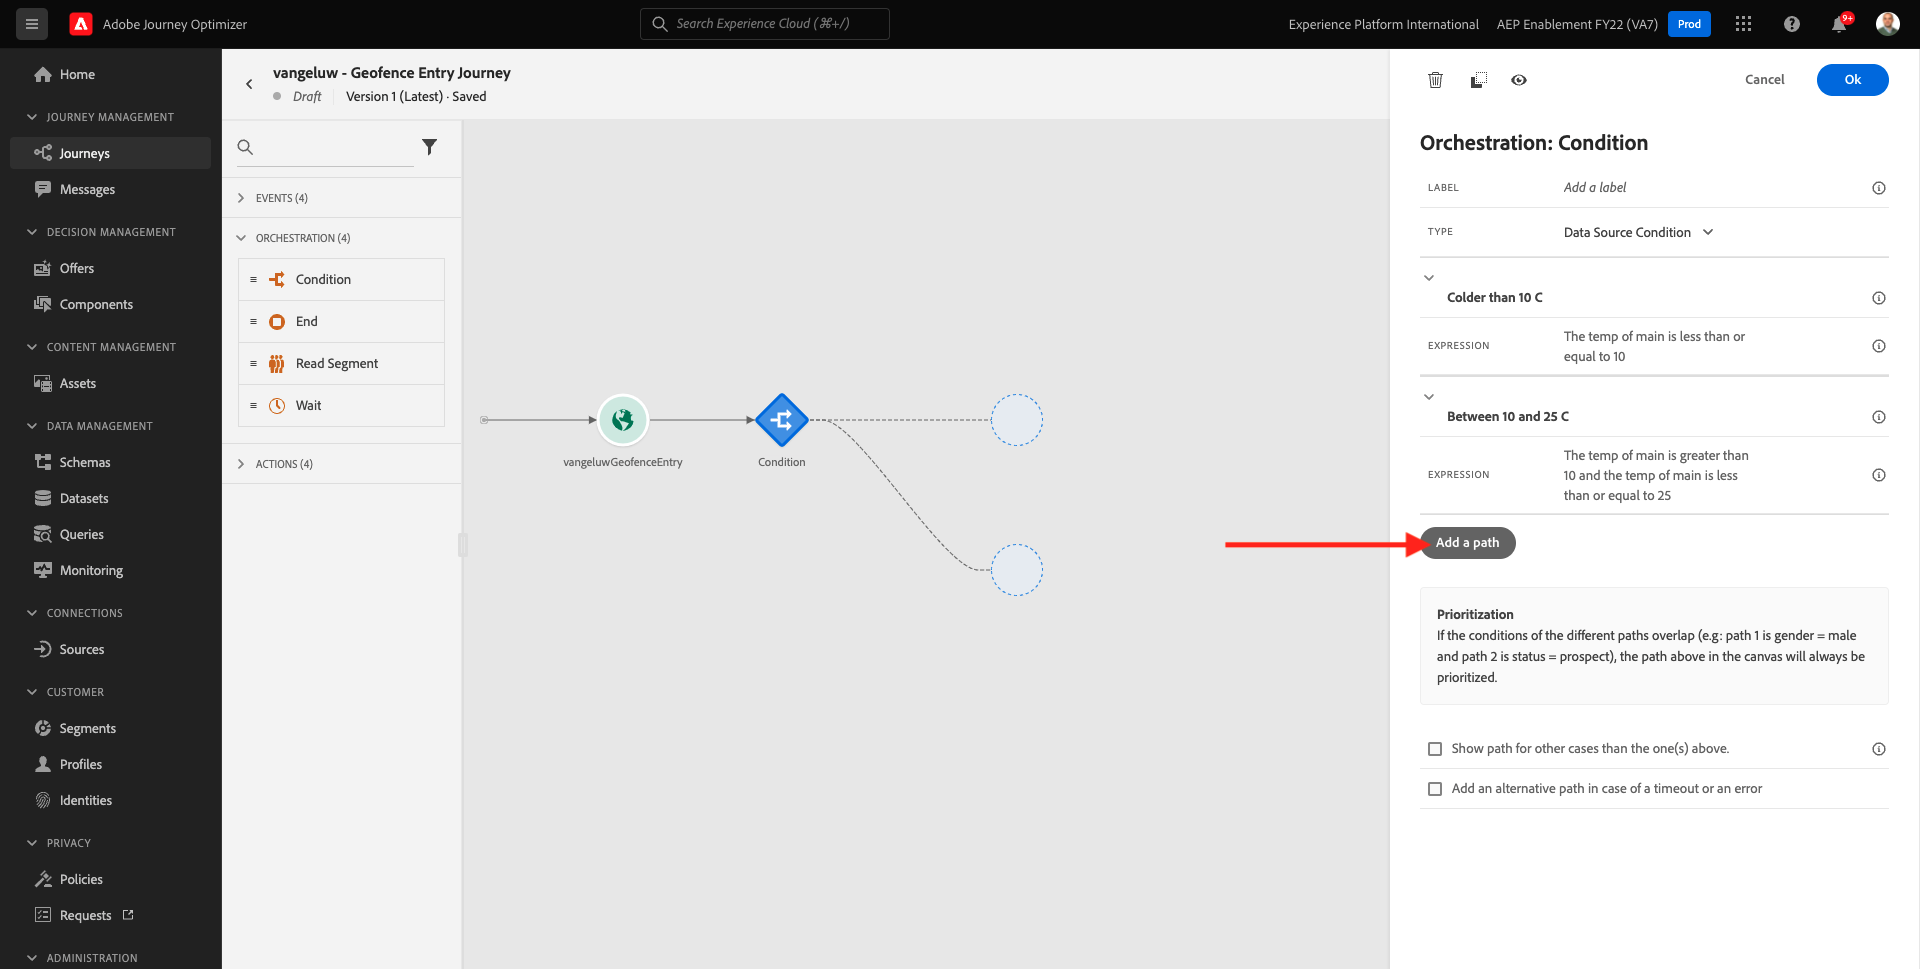 Adobe Journey Optimizer
Search Experience Cloud (⌘+/)
Experience Platform International
AEP Enablement FY22 (VA7)
Prod
9+
Home
JOURNEY MANAGEMENT
Journeys
Messages
DECISION MANAGEMENT
Offers
Components
CONTENT MANAGEMENT
Assets
DATA MANAGEMENT
Schemas
Datasets
Queries
Monitoring
CONNECTIONS
Sources
CUSTOMER
Segments
Profiles
Identities
PRIVACY
Policies
Requests
ADMINISTRATION
vangeluw - Geofence Entry Journey
Draft
Version 1 (Latest) · Saved
EVENTS (4)
ORCHESTRATION (4)
Condition
End
Read Segment
Wait
ACTIONS (4)
vangeluwGeofenceEntry
Condition
Cancel
Ok
Orchestration: Condition
LABEL
Add a label
TYPE
Data Source Condition
Colder than 10 C
EXPRESSION
The temp of main is less than or
equal to 10
Between 10 and 25 C
EXPRESSION
The temp of main is greater than
10 and the temp of main is less
than or equal to 25
Add a path
Prioritization
If the conditions of the different paths overlap (e.g: path 1 is gender = male
and path 2 is status = prospect), the path above in the canvas will always be
prioritized.
Show path for other cases than the one(s) above.
Add an alternative path in case of a timeout or an error